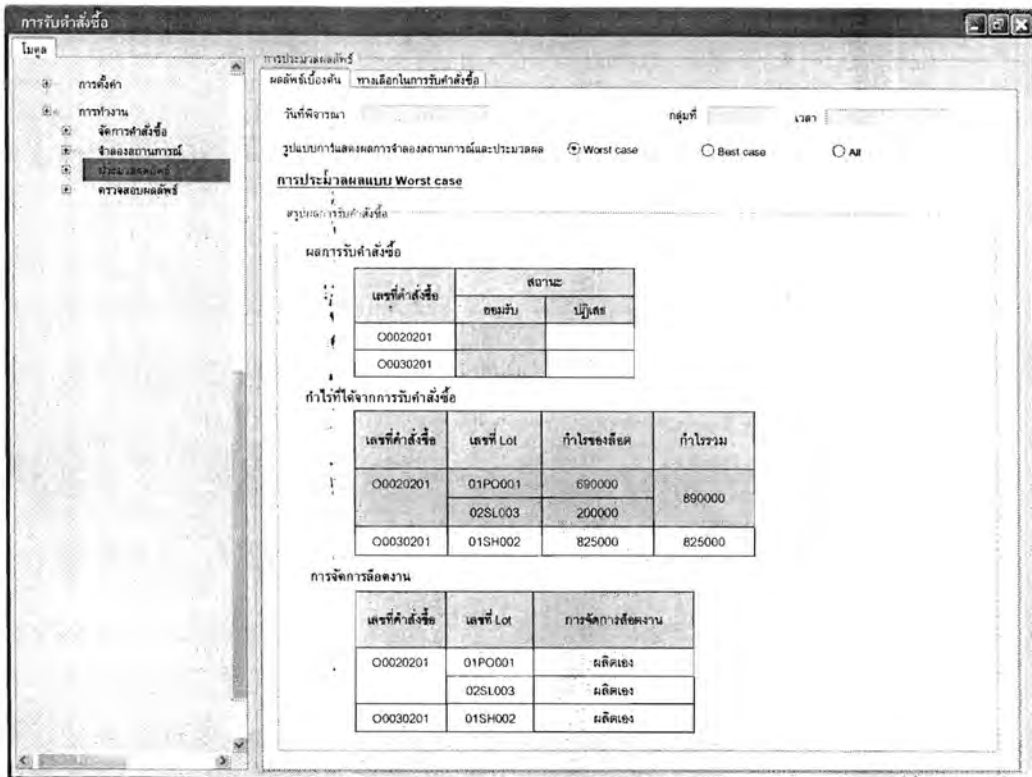 การรับคำสั่งซื้อ
โมดูล
การตั้งค่า
การทำงาน
จัดการคำสั่งซื้อ
จำลองสถานการณ์
ประมวลผลลัพธ์
ตรวจสอบผลลัพธ์
การประมวลผลลัพธ์
ผลลัพธ์เบื้องต้น ทางเลือกในการรับคำสั่งซื้อ
วันที่พิจารณา กลุ่มที่ เวลา
รูปแบบการแสดงผลการจำลองสถานการณ์และประมวลผล Worst case Best case All
การประมวลผลแบบ Worst case
สรุปผลการรับคำสั่งซื้อ
ผลการรับคำสั่งซื้อ
เลขที่คำสั่งซื้อ สถานะ
ยอมรับ ปฏิเสธ
O0020201
O0030201
กำไรที่ได้จากการรับคำสั่งซื้อ
เลขที่คำสั่งซื้อ เลขที่ Lot กำไรของล็อต กำไรรวม
O0020201 01PO001 690000 890000
02SL003 200000
O0030201 01SH002 825000 825000
การจัดการล็อตงาน
เลขที่คำสั่งซื้อ เลขที่ Lot การจัดการล็อตงาน
O0020201 01PO001 ผลิตเอง
02SL003 ผลิตเอง
O0030201 01SH002 ผลิตเอง